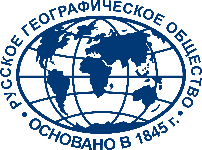 • РУССКОЕ ГЕОГРАФИЧЕСКОЕ ОБЩЕСТВО •
ОСНОВАНО В 1845 г.